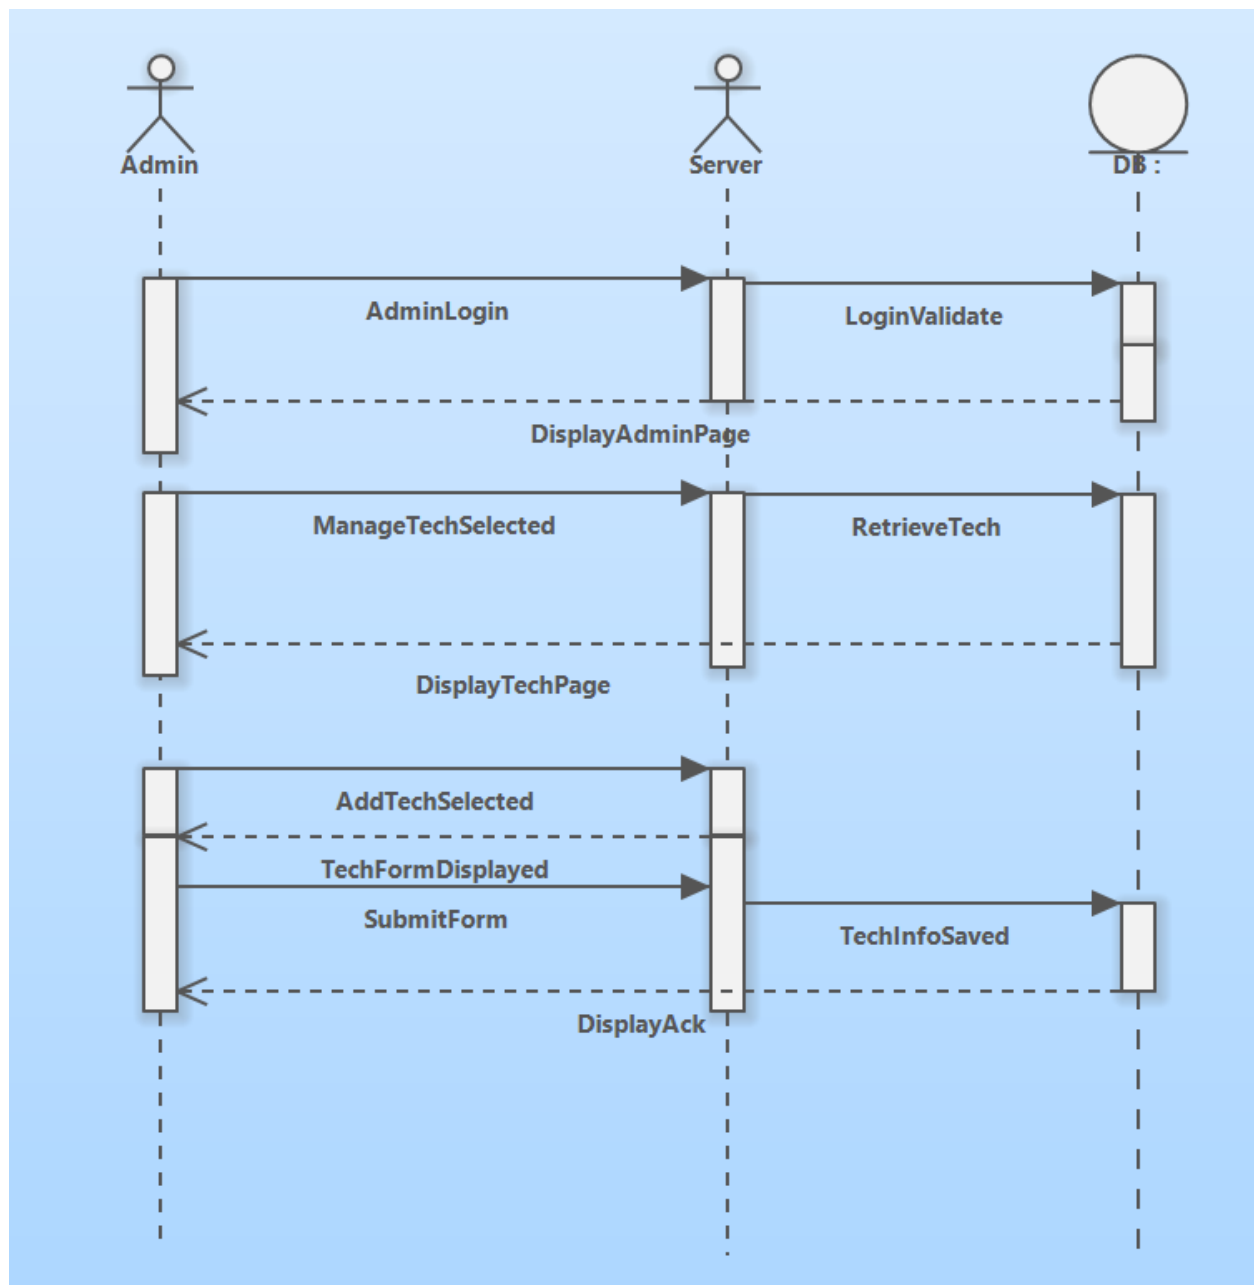 Admin
Server
DB :
AdminLogin
LoginValidate
DisplayAdminPage
ManageTechSelected
RetrieveTech
DisplayTechPage
AddTechSelected
TechFormDisplayed
SubmitForm
TechInfoSaved
DisplayAck